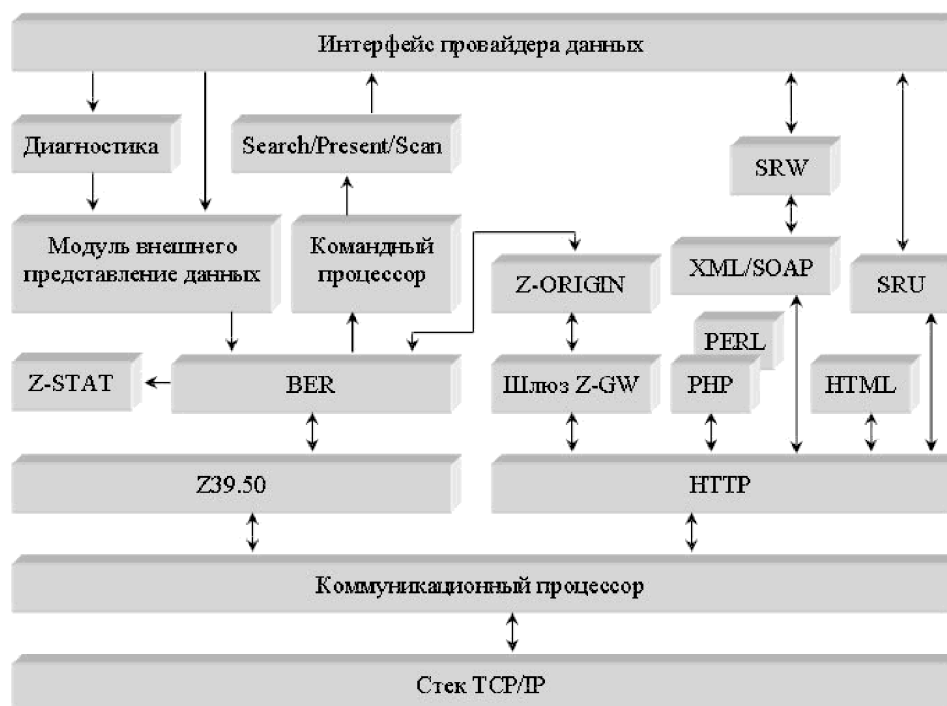 Интерфейс провайдера данных
Диагностика
Search/Present/Scan
SRW
Модуль внешнего
представление данных
Командный
процессор
Z-ORIGIN
XML/SOAP
SRU
PERL
Z-STAT
BER
Шлюз Z-GW
PHP
HTML
Z39.50
HTTP
Коммуникационный процессор
Стек TCP/IP